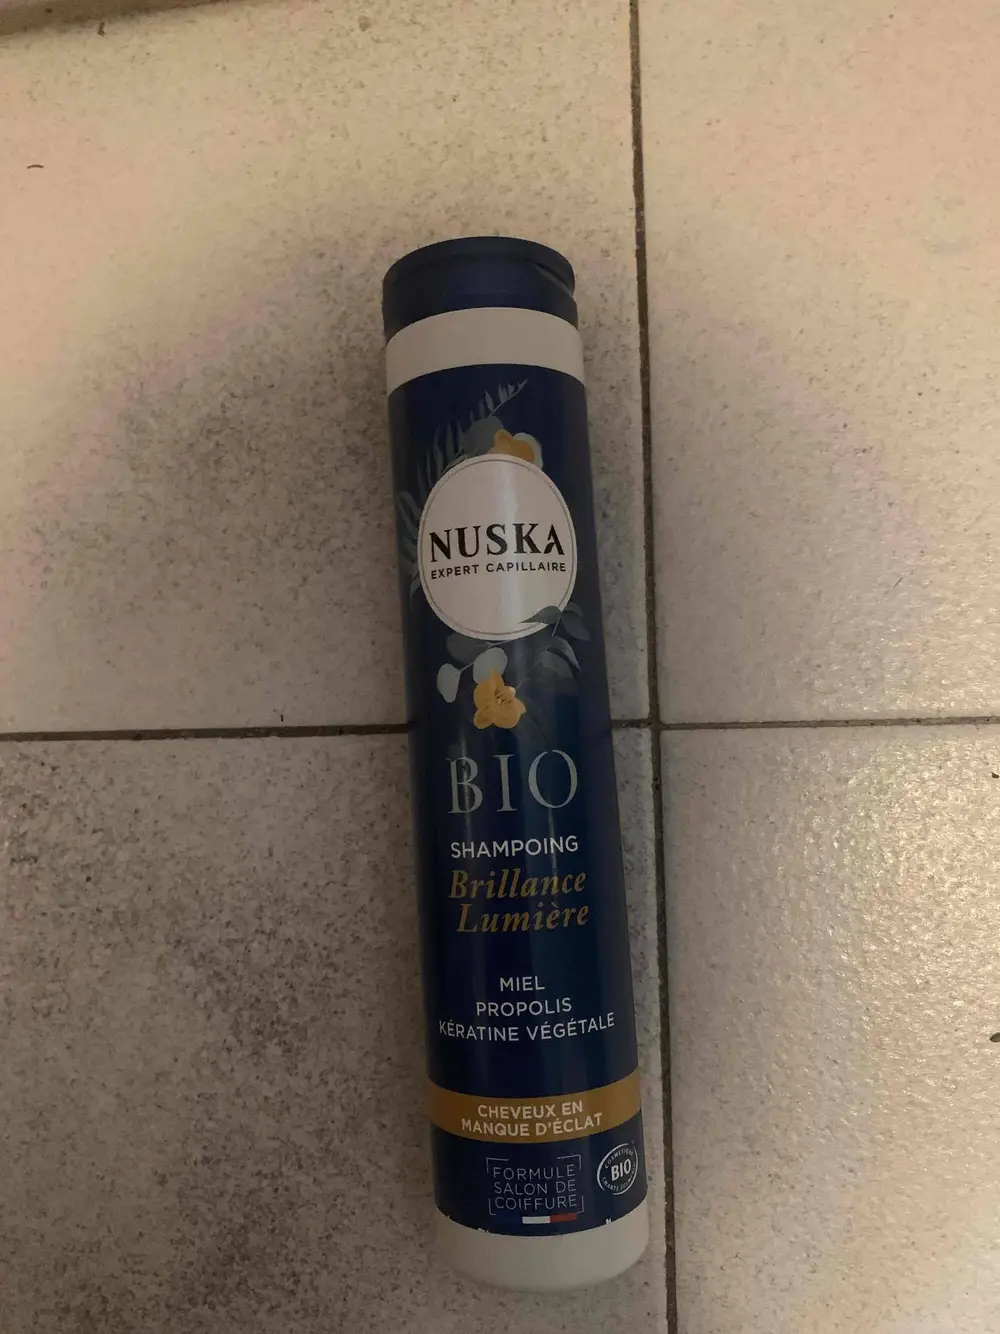 NUSKA
EXPERT CAPILLAIRE
BIO
SHAMPOING
Brillance
Lumière
MIEL
PROPOLIS
KÉRATINE VÉGÉTALE
CHEVEUX EN
MANQUE D'ÉCLAT
FORMULE
SALON DE
COIFFURE
BIO